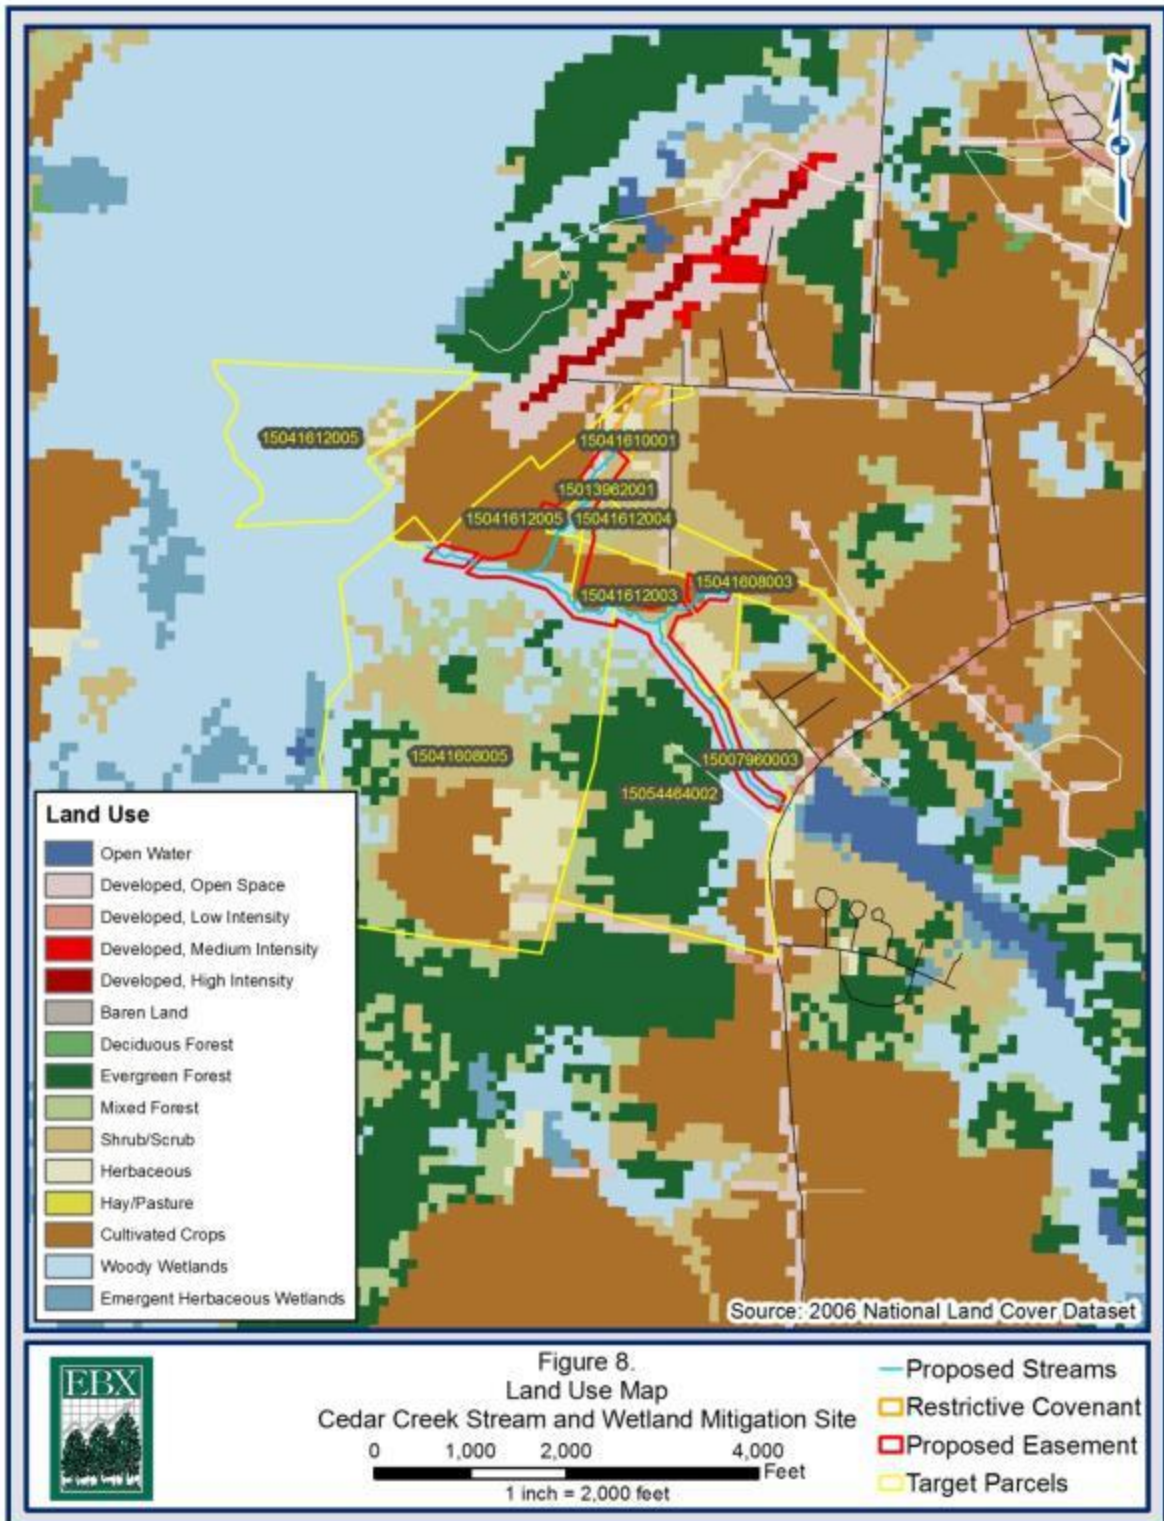 N
15041612005
15041610001
15013962001
15041612005
15041612004
15041608003
15041612003
15041608005
15007960003
15054464002
Land Use
Open Water
Developed, Open Space
Developed, Low Intensity
Developed, Medium Intensity
Developed, High Intensity
Baren Land
Deciduous Forest
Evergreen Forest
Mixed Forest
Shrub/Scrub
Herbaceous
Hay/Pasture
Cultivated Crops
Woody Wetlands
Emergent Herbaceous Wetlands
Source: 2006 National Land Cover Dataset
EBX
Figure 8.
Land Use Map
Cedar Creek Stream and Wetland Mitigation Site
0 1,000 2,000 4,000
Feet
1 inch = 2,000 feet
Proposed Streams
Restrictive Covenant
Proposed Easement
Target Parcels